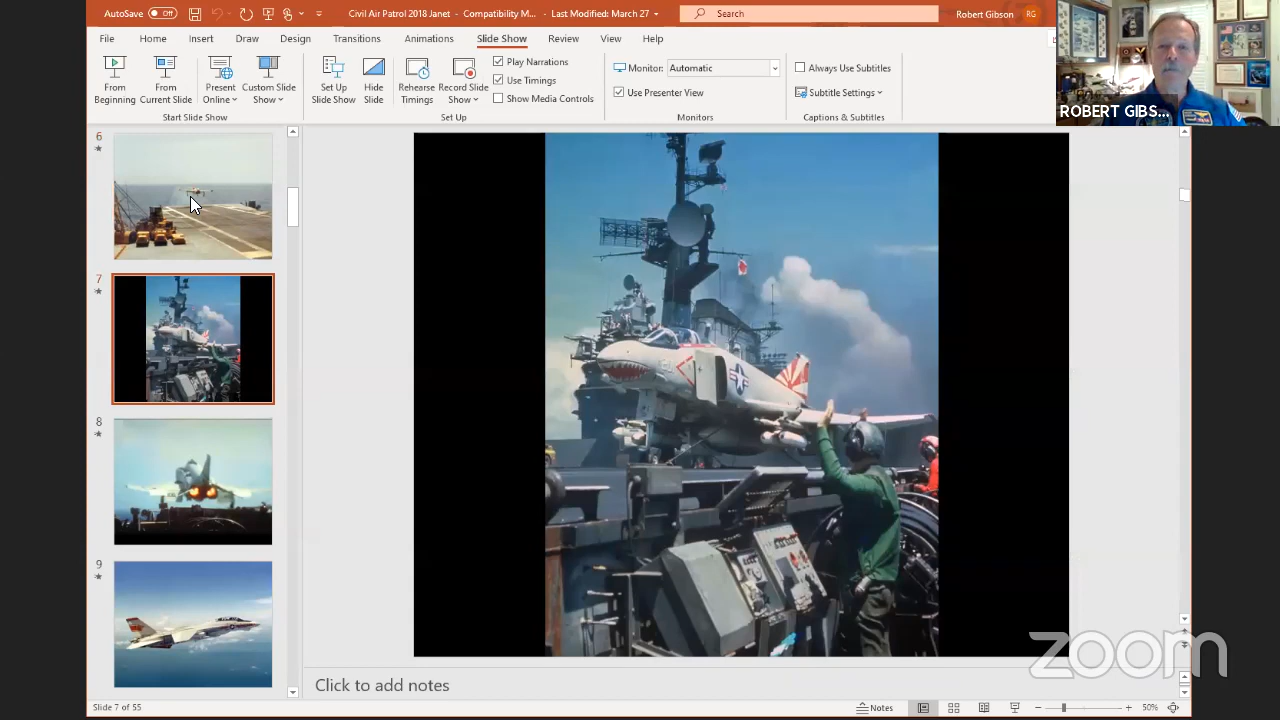 AutoSave Off Civil Air Patrol 2018 Janet - Compatibility M... - Last Modified: March 27 Search Robert Gibson RG
File Home Insert Draw Design Transitions Animations Slide Show Review View Help
From Beginning
From Current Slide
Present Online
Custom Slide Show
Start Slide Show
Set Up Slide Show
Hide Slide
Rehearse Timings
Record Slide Show
Play Narrations
Use Timings
Show Media Controls
Set Up
Monitor: Automatic
Use Presenter View
Monitors
Always Use Subtitles
Subtitle Settings
Captions & Subtitles
ROBERT GIBS...
6
7
8
9
Click to add notes
zoom
Slide 7 of 55 Notes 50%